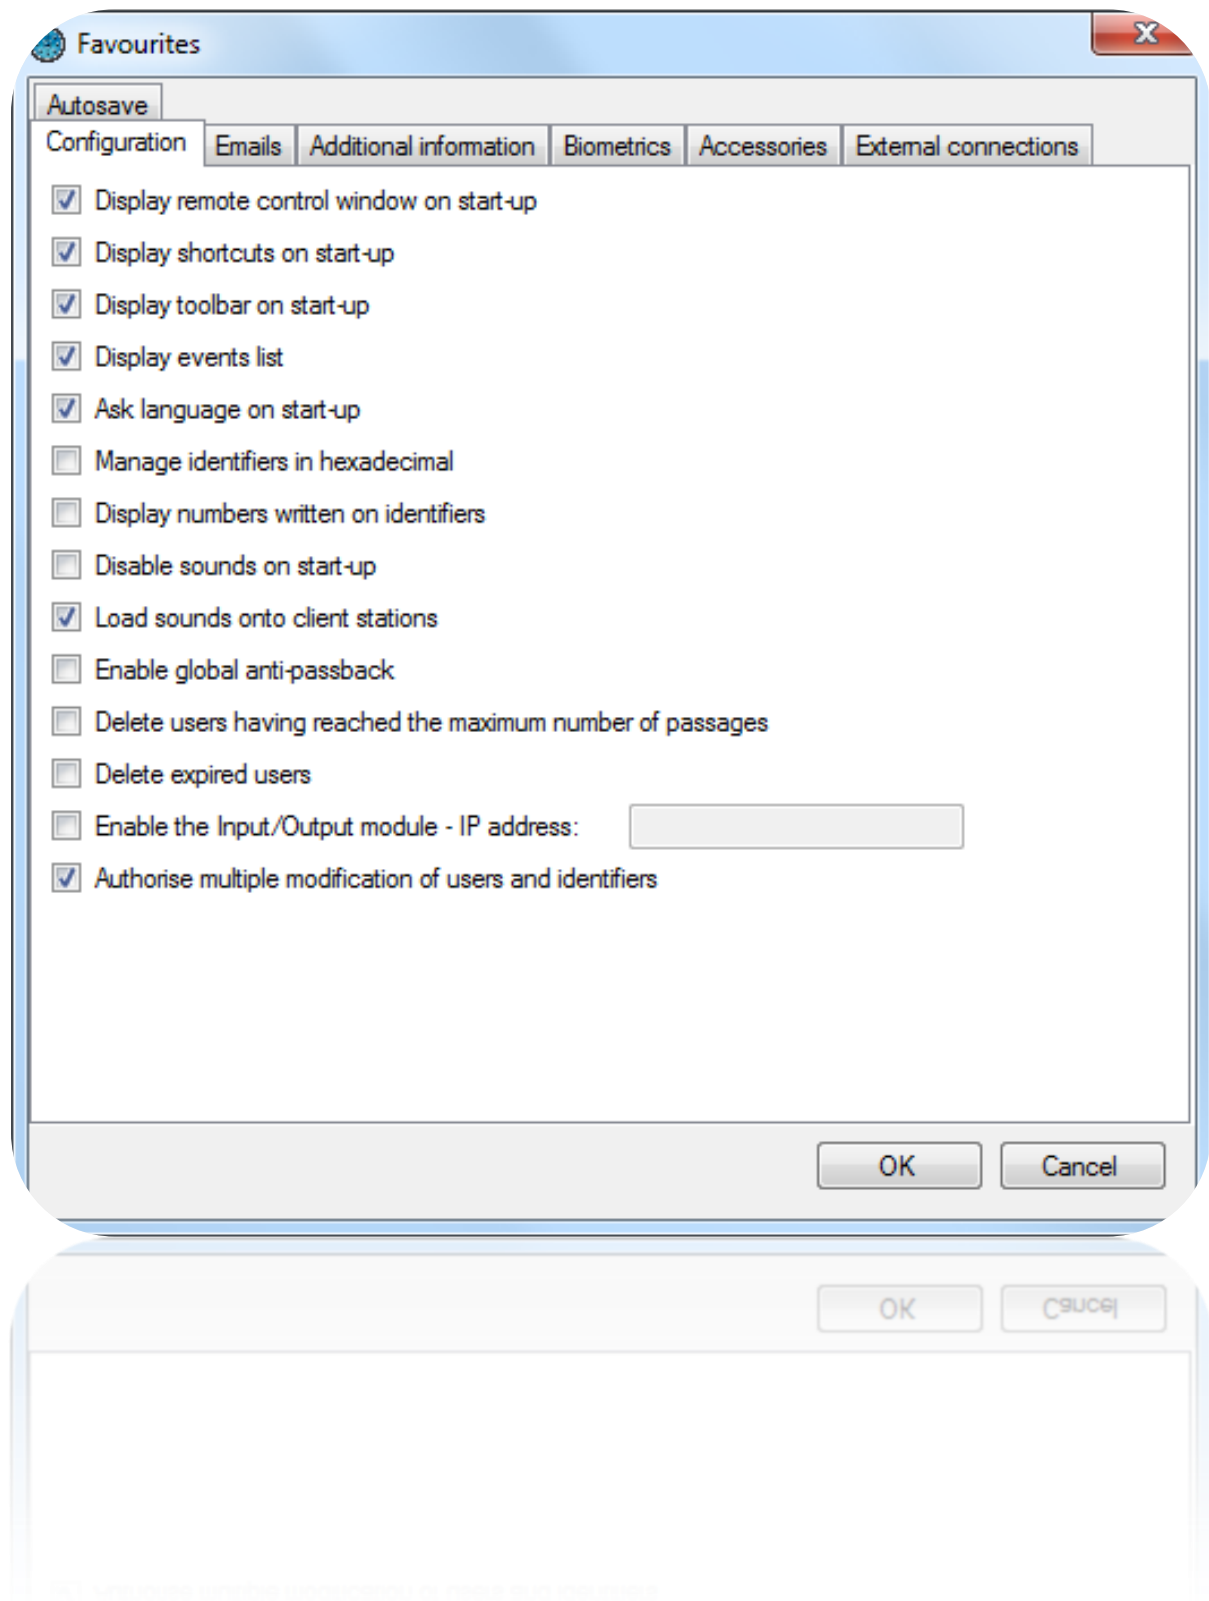 Favourites
Autosave
Configuration Emails Additional information Biometrics Accessories External connections
Display remote control window on start-up
Display shortcuts on start-up
Display toolbar on start-up
Display events list
Ask language on start-up
Manage identifiers in hexadecimal
Display numbers written on identifiers
Disable sounds on start-up
Load sounds onto client stations
Enable global anti-passback
Delete users having reached the maximum number of passages
Delete expired users
Enable the Input/Output module - IP address:
Authorise multiple modification of users and identifiers
OK Cancel
OK Cancel